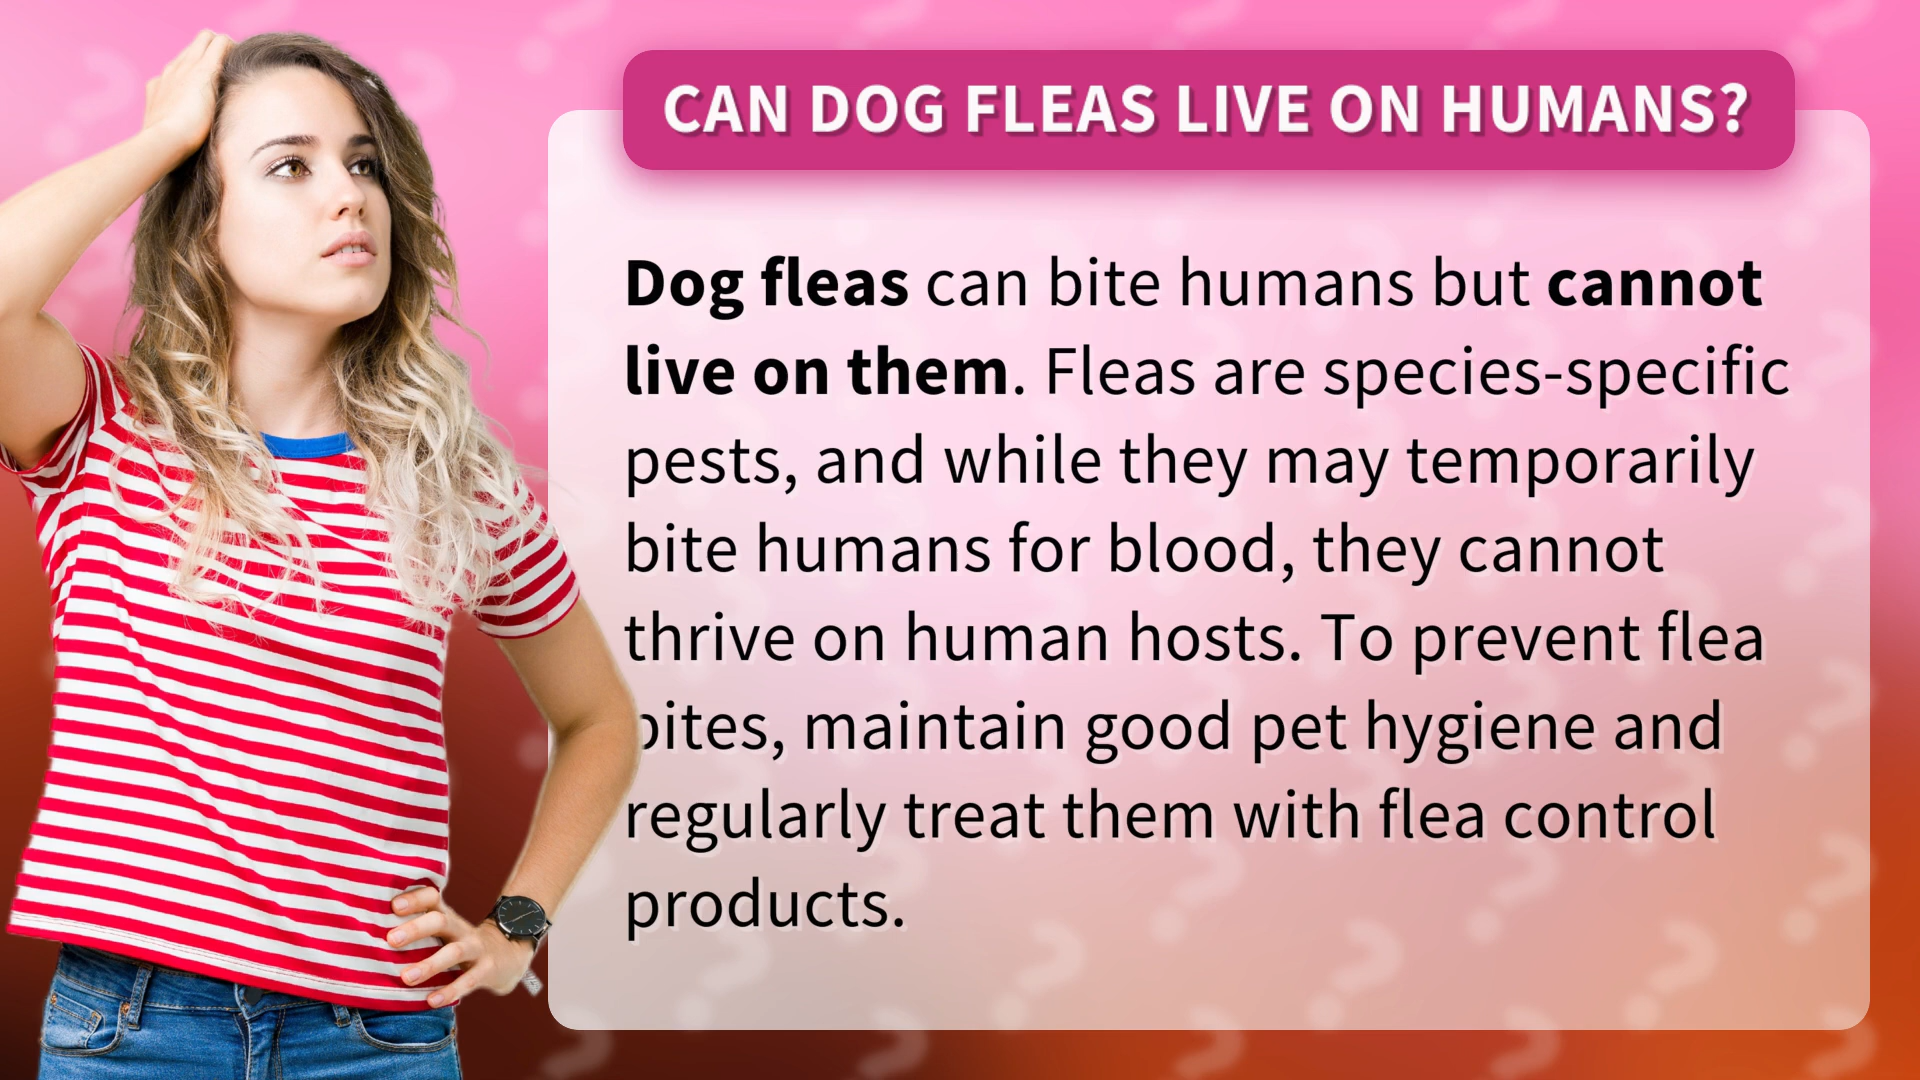 CAN DOG FLEAS LIVE ON HUMANS?
Dog fleas can bite humans but cannot
live on them. Fleas are species-specific
pests, and while they may temporarily
bite humans for blood, they cannot
thrive on human hosts. To prevent flea
bites, maintain good pet hygiene and
regularly treat them with flea control
products.